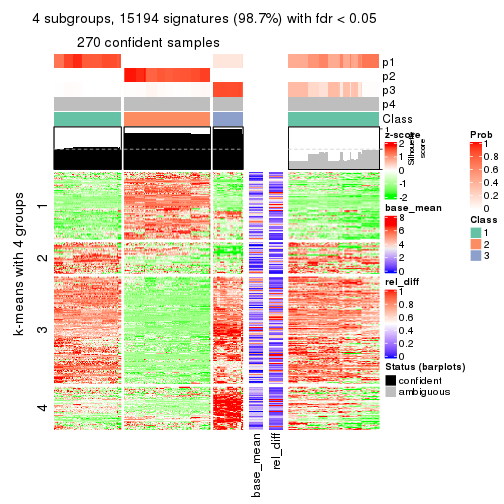 4 subgroups, 15194 signatures (98.7%) with fdr < 0.05
270 confident samples
p1
p2
p3
p4
Class
1
Silhouette
score
z-score
2
1
0
-1
-2
base_mean
8
6
4
2
0
rel_diff
1
0.8
0.6
0.4
0.2
0
Status (barplots)
confident
ambiguous
Prob
1
0.8
0.6
0.4
0.2
0
Class
1
2
3
k-means with 4 groups
1
2
3
4
base_mean
rel_diff